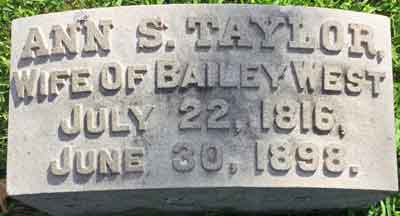 ANN S. TAYLOR,
WIFE OF BAILEY WEST
JULY 22, 1816,
JUNE 30, 1898.